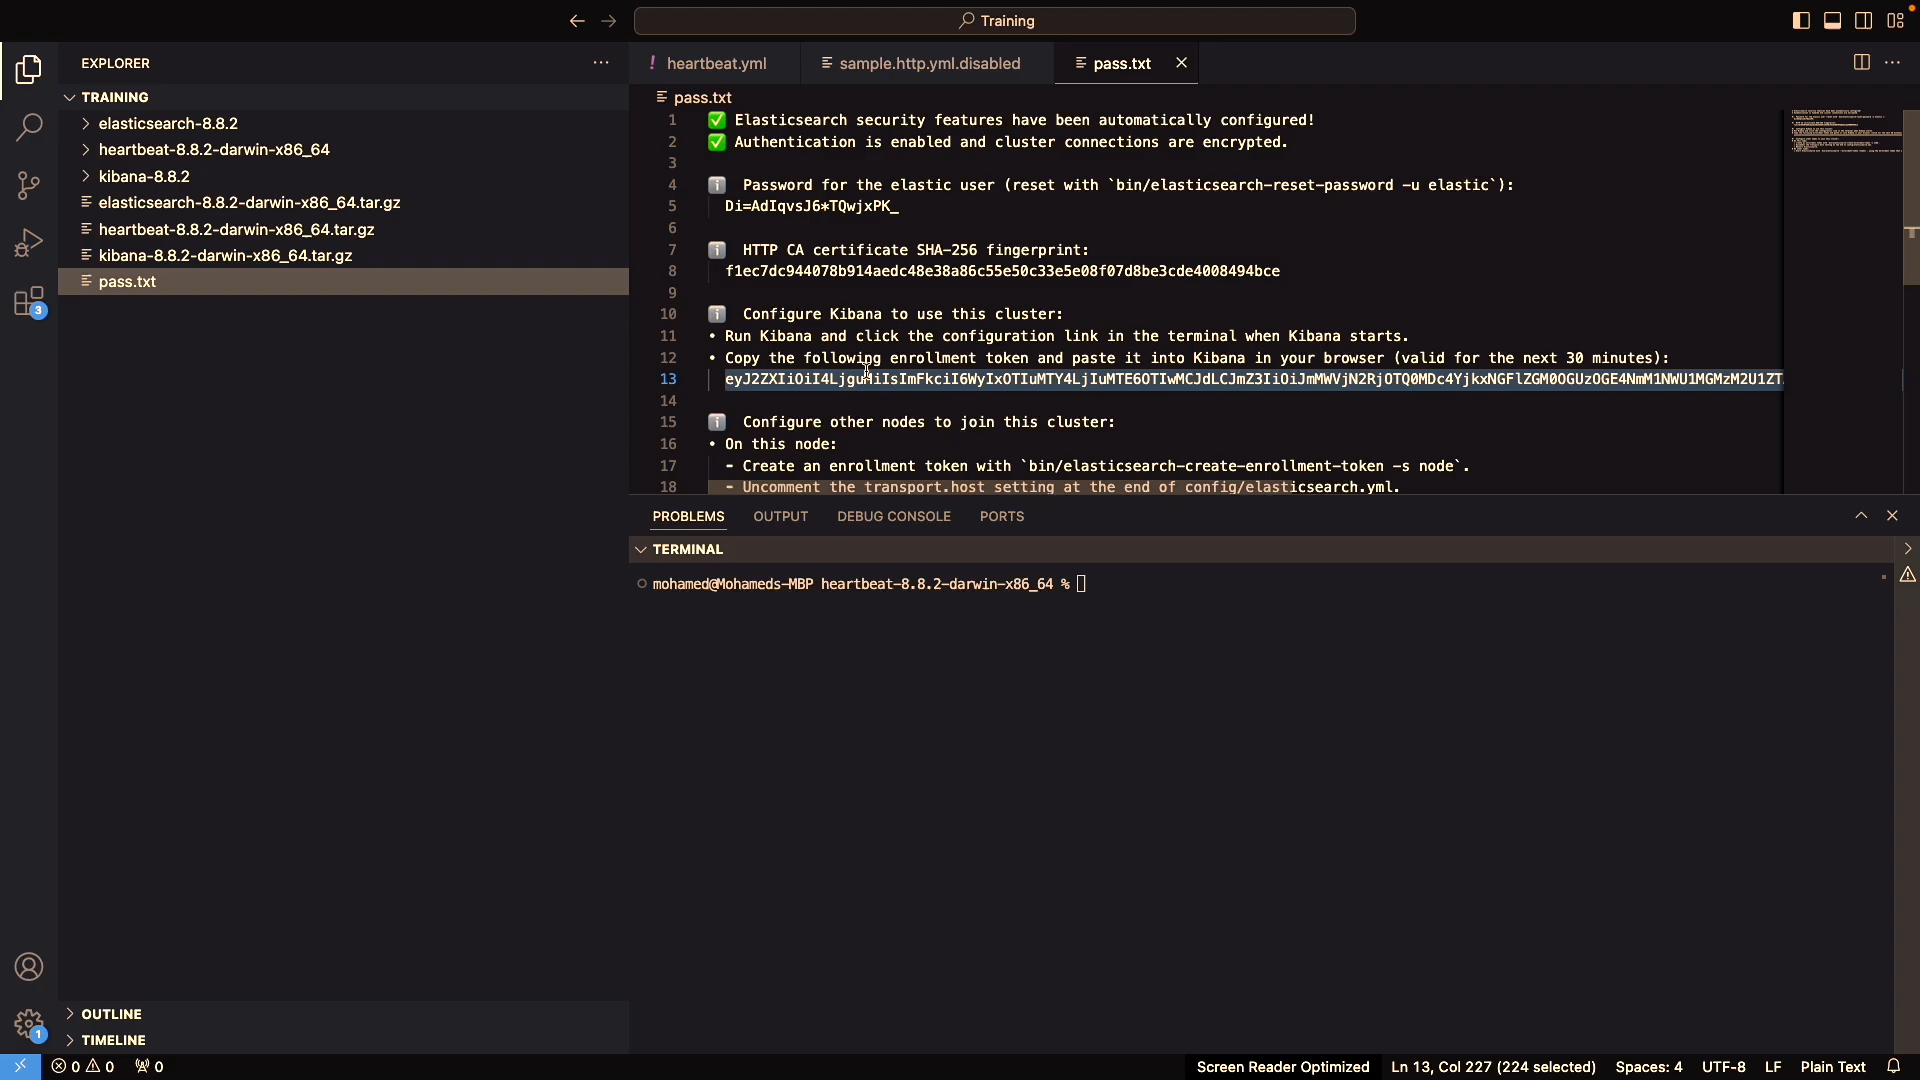 Training
EXPLORER
TRAINING
elasticsearch-8.8.2
heartbeat-8.8.2-darwin-x86_64
kibana-8.8.2
elasticsearch-8.8.2-darwin-x86_64.tar.gz
heartbeat-8.8.2-darwin-x86_64.tar.gz
kibana-8.8.2-darwin-x86_64.tar.gz
pass.txt
3
OUTLINE
TIMELINE
1
heartbeat.yml
sample.http.yml.disabled
pass.txt
pass.txt
1 ✅ Elasticsearch security features have been automatically configured!
2 ✅ Authentication is enabled and cluster connections are encrypted.
3
4 ℹ️ Password for the elastic user (reset with `bin/elasticsearch-reset-password -u elastic`):
5 Di=AdIqvsJ6*TQwjxPK_
6
7 ℹ️ HTTP CA certificate SHA-256 fingerprint:
8 f1ec7dc944078b914aedc48e38a86c55e50c33e5e08f07d8be3cde4008494bce
9
10 ℹ️ Configure Kibana to use this cluster:
11 • Run Kibana and click the configuration link in the terminal when Kibana starts.
12 • Copy the following enrollment token and paste it into Kibana in your browser (valid for the next 30 minutes):
13
14
15 ℹ️ Configure other nodes to join this cluster:
16 • On this node:
17 - Create an enrollment token with `bin/elasticsearch-create-enrollment-token -s node`.
18 - Uncomment the transport.host setting at the end of config/elasticsearch.yml.
PROBLEMS OUTPUT DEBUG CONSOLE PORTS
TERMINAL
mohamed@Mohameds-MBP heartbeat-8.8.2-darwin-x86_64 %
0 0 0
Screen Reader Optimized Ln 13, Col 227 (224 selected) Spaces: 4 UTF-8 LF Plain Text